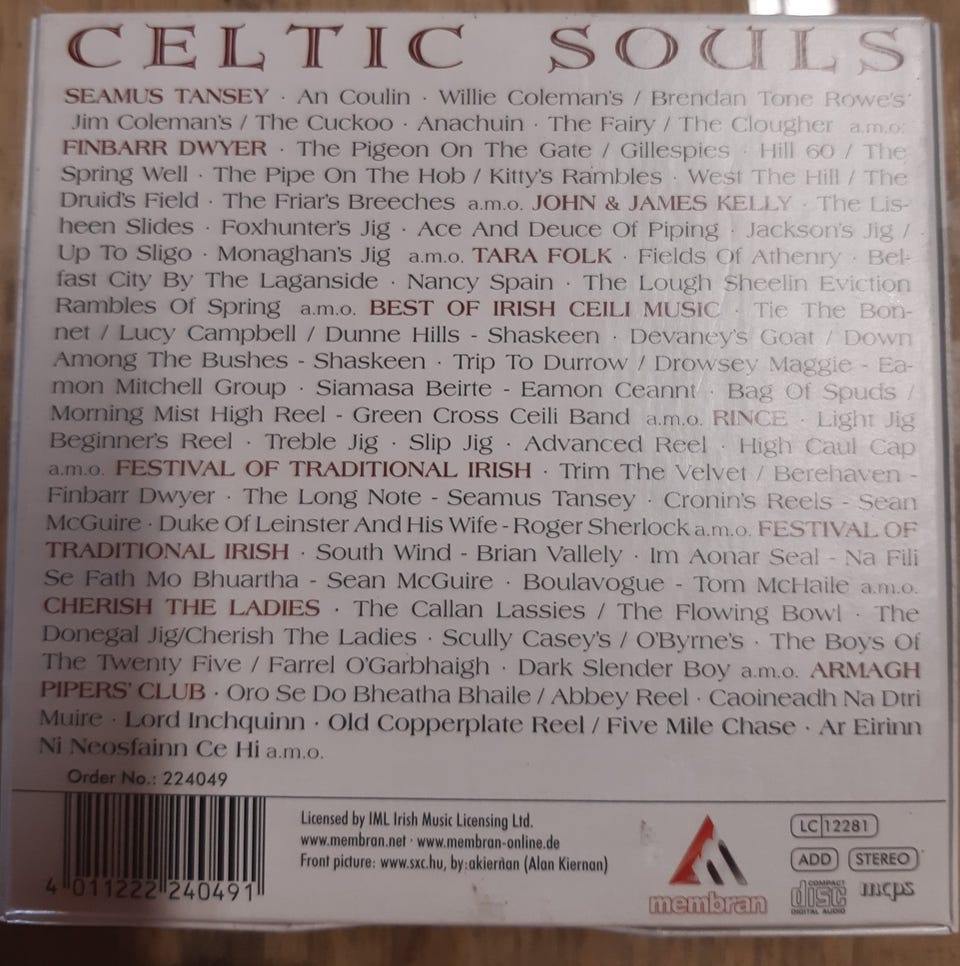 CELTIC SOULS
SEAMUS TANSEY · An Coulin · Willie Coleman's / Brendan Tone Rowe's
Jim Coleman's / The Cuckoo · Anachuin · The Fairy / The Clougher a.m.o.
FINBARR DWYER · The Pigeon On The Gate / Gillespies · Hill 60 / The
Spring Well · The Pipe On The Hob / Kitty's Rambles · West The Hill / The
Druid's Field · The Friar's Breeches a.m.o. JOHN & JAMES KELLY · The Lis-
heen Slides · Foxhunter's Jig · Ace And Deuce Of Piping · Jackson's Jig /
Up To Sligo · Monaghan's Jig a.m.o. TARA FOLK · Fields Of Athenry · Bel-
fast City By The Laganside · Nancy Spain · The Lough Sheelin Eviction
Rambles Of Spring a.m.o. BEST OF IRISH CEILI MUSIC · Tie The Bon-
net / Lucy Campbell / Dunne Hills - Shaskeen · Devaney's Goat / Down
Among The Bushes - Shaskeen · Trip To Durrow / Drowsey Maggie - Ea-
mon Mitchell Group · Siamasa Beirte - Eamon Ceannt · Bag Of Spuds /
Morning Mist High Reel - Green Cross Ceili Band a.m.o. RINCE · Light Jig
Beginner's Reel · Treble Jig · Slip Jig · Advanced Reel · High Caul Cap
a.m.o. FESTIVAL OF TRADITIONAL IRISH · Trim The Velvet / Berehaven -
Finbarr Dwyer · The Long Note - Seamus Tansey · Cronin's Reels - Sean
McGuire · Duke Of Leinster And His Wife - Roger Sherlock a.m.o. FESTIVAL OF
TRADITIONAL IRISH · South Wind - Brian Vallely · Im Aonar Seal - Na Fili
Se Fath Mo Bhuartha - Sean McGuire · Boulavogue - Tom McHaile a.m.o.
CHERISH THE LADIES · The Callan Lassies / The Flowing Bowl · The
Donegal Jig/Cherish The Ladies · Scully Casey's / O'Byrne's · The Boys Of
The Twenty Five / Farrel O'Garbhaigh · Dark Slender Boy a.m.o. ARMAGH
PIPERS' CLUB · Oro Se Do Bheatha Bhaile / Abbey Reel · Caoineadh Na Dtri
Muire · Lord Inchquinn · Old Copperplate Reel / Five Mile Chase · Ar Eirinn
Ni Neosfainn Ce Hi a.m.o.
Order No.: 224049
4 011222 240491
Licensed by IML Irish Music Licensing Ltd.
www.membran.net · www.membran-online.de
Front picture: www.sxc.hu, by:akiernan (Alan Kiernan)
membran
LC 12281
ADD STEREO
COMPACT disc DIGITAL AUDIO
mcps